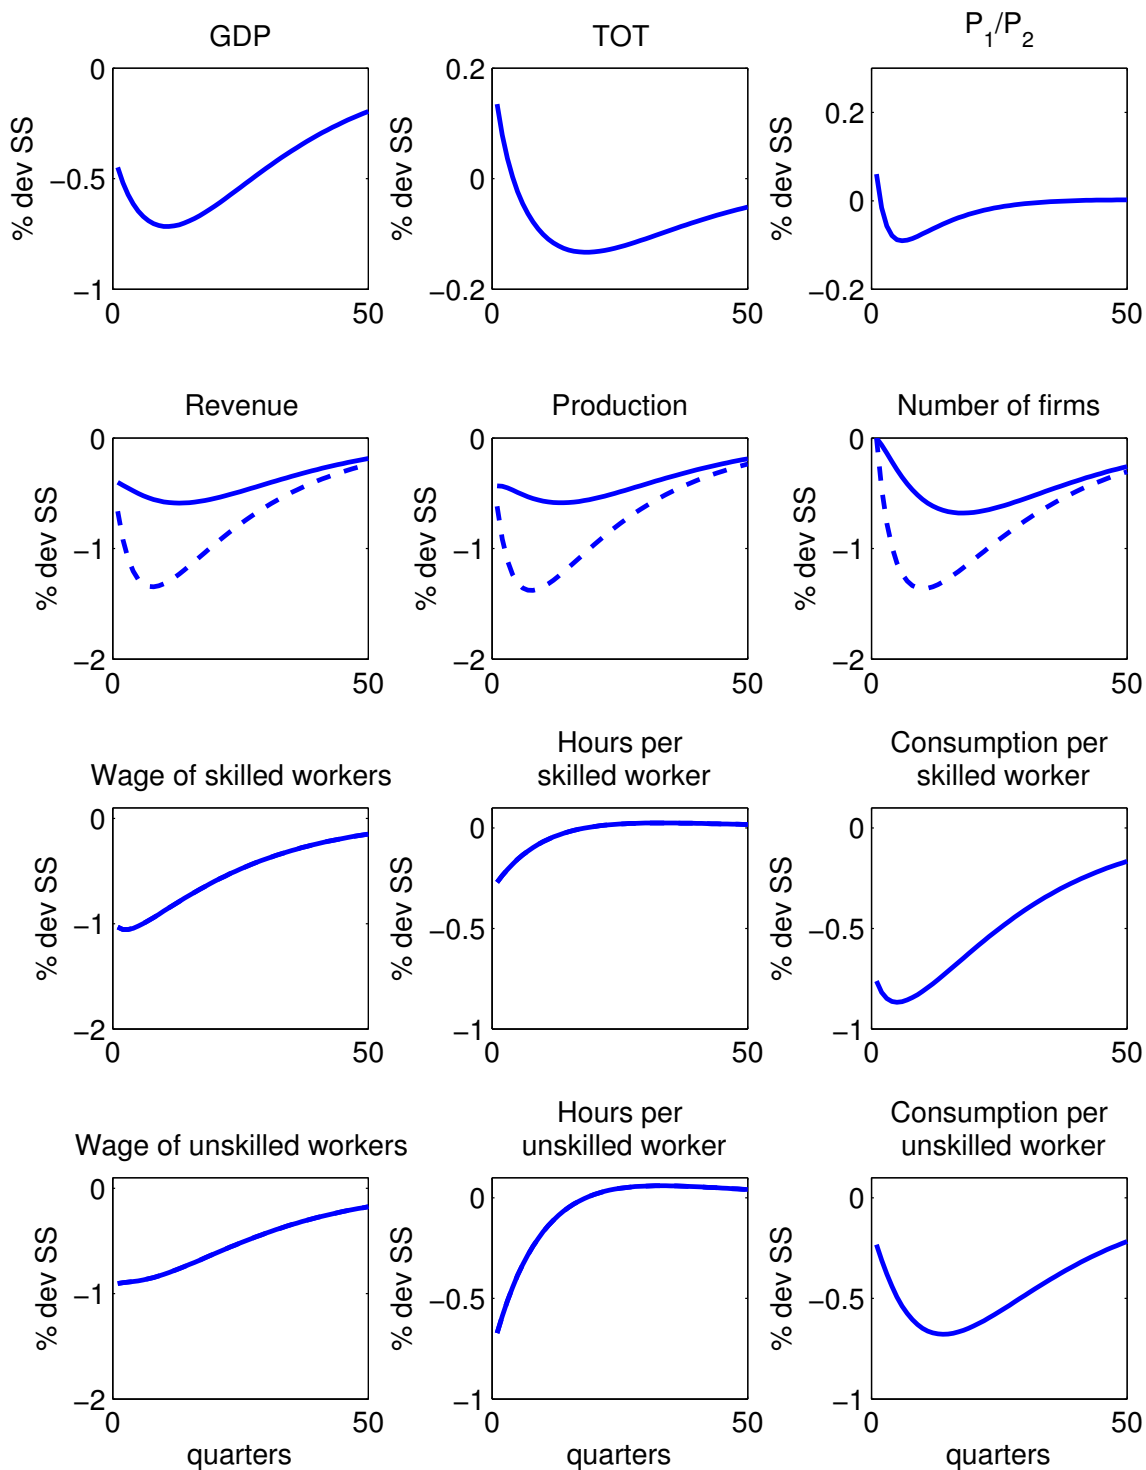 GDP
TOT
P1/P2
0
−0.5
−1
% dev SS
0
50
0.2
0
−0.2
% dev SS
0
50
0.2
0
−0.2
% dev SS
0
50
Revenue
Production
Number of firms
0
−1
−2
% dev SS
0
50
0
−1
−2
% dev SS
0
50
0
−1
−2
% dev SS
0
50
Wage of skilled workers
Hours per
skilled worker
Consumption per
skilled worker
0
−1
−2
% dev SS
0
50
0
−0.5
−1
% dev SS
0
50
0
−0.5
−1
% dev SS
0
50
Wage of unskilled workers
Hours per
unskilled worker
Consumption per
unskilled worker
0
−1
−2
% dev SS
0
50
quarters
0
−0.5
−1
% dev SS
0
50
quarters
0
−0.5
−1
% dev SS
0
50
quarters